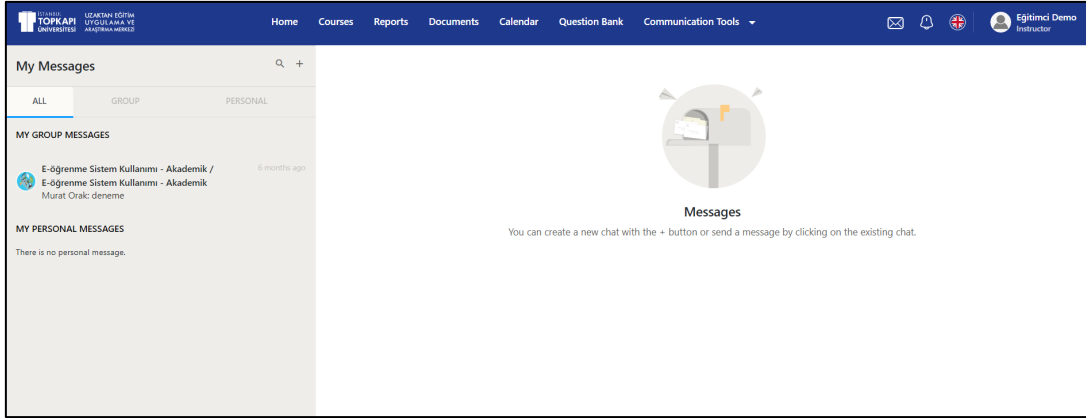 İSTANBUL
TOPKAPI
ÜNİVERSİTESİ
UZAKTAN EĞİTİM
UYGULAMA VE
ARAŞTIRMA MERKEZİ
Home Courses Reports Documents Calendar Question Bank Communication Tools
Eğitimci Demo
Instructor
My Messages
ALL GROUP PERSONAL
MY GROUP MESSAGES
E-öğrenme Sistem Kullanımı - Akademik / 6 months ago
E-öğrenme Sistem Kullanımı - Akademik
Murat Orak: deneme
MY PERSONAL MESSAGES
There is no personal message.
Messages
You can create a new chat with the + button or send a message by clicking on the existing chat.